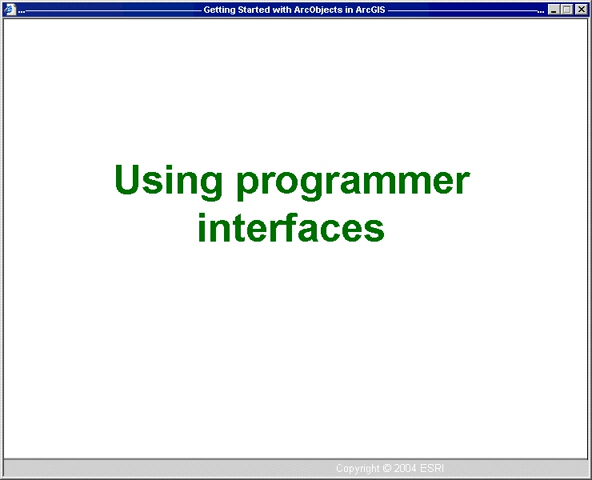 ... Getting Started with ArcObjects in ArcGIS ...
Using programmer
interfaces
Copyright © 2004 ESRI